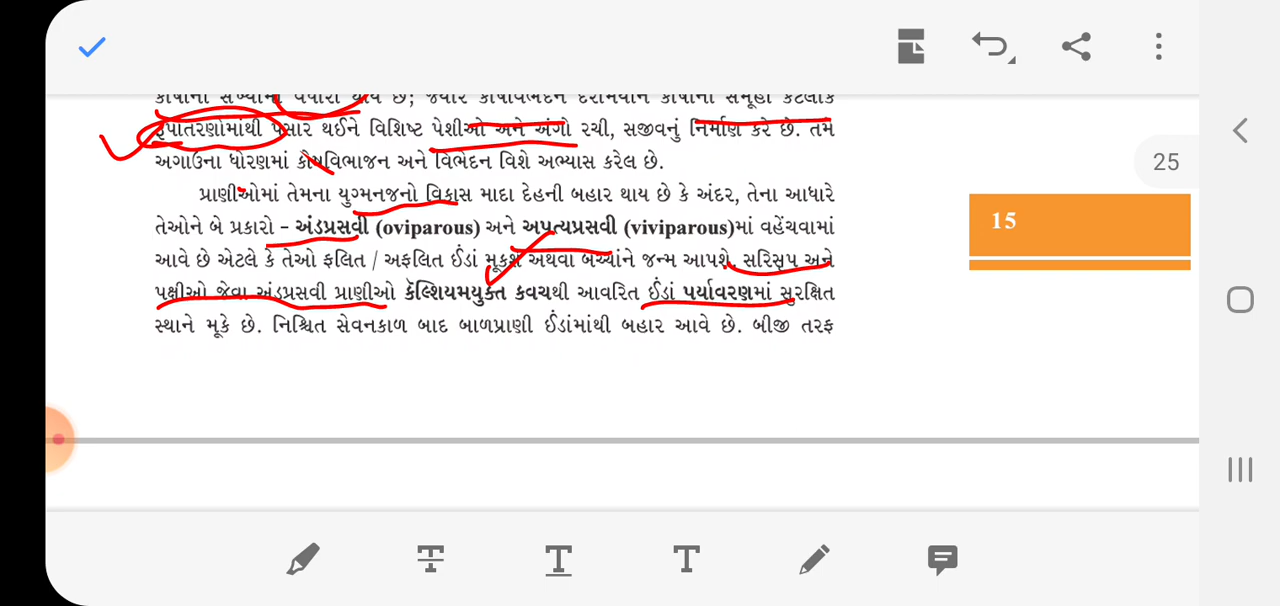 કોષોની સંખ્યામાં વધારો થાય છે; જ્યારે કોષવિભેદન દરમિયાન કોષોના સમૂહો કેટલાંક
રૂપાંતરણોમાંથી પસાર થઈને વિશિષ્ટ પેશીઓ અને અંગો રચી, સજીવનું નિર્માણ કરે છે. તમે
અગાઉના ધોરણમાં કોષવિભાજન અને વિભેદન વિશે અભ્યાસ કરેલ છે.
પ્રાણીઓમાં તેમના યુગ્મનજનો વિકાસ માદા દેહની બહાર થાય છે કે અંદર, તેના આધારે
તેઓને બે પ્રકારો - અંડપ્રસવી (oviparous) અને અપત્યપ્રસવી (viviparous)માં વહેંચવામાં
આવે છે એટલે કે તેઓ ફલિત / અફલિત ઈંડાં મૂકશે અથવા બચ્ચાંને જન્મ આપશે. સરિસૃપ અને
પક્ષીઓ જેવા અંડપ્રસવી પ્રાણીઓ કૅલ્શિયમયુક્ત કવચથી આવરિત ઈંડાં પર્યાવરણમાં સુરક્ષિત
સ્થાને મૂકે છે. નિશ્ચિત સેવનકાળ બાદ બાળપ્રાણી ઈંડાંમાંથી બહાર આવે છે. બીજી તરફ
25
15